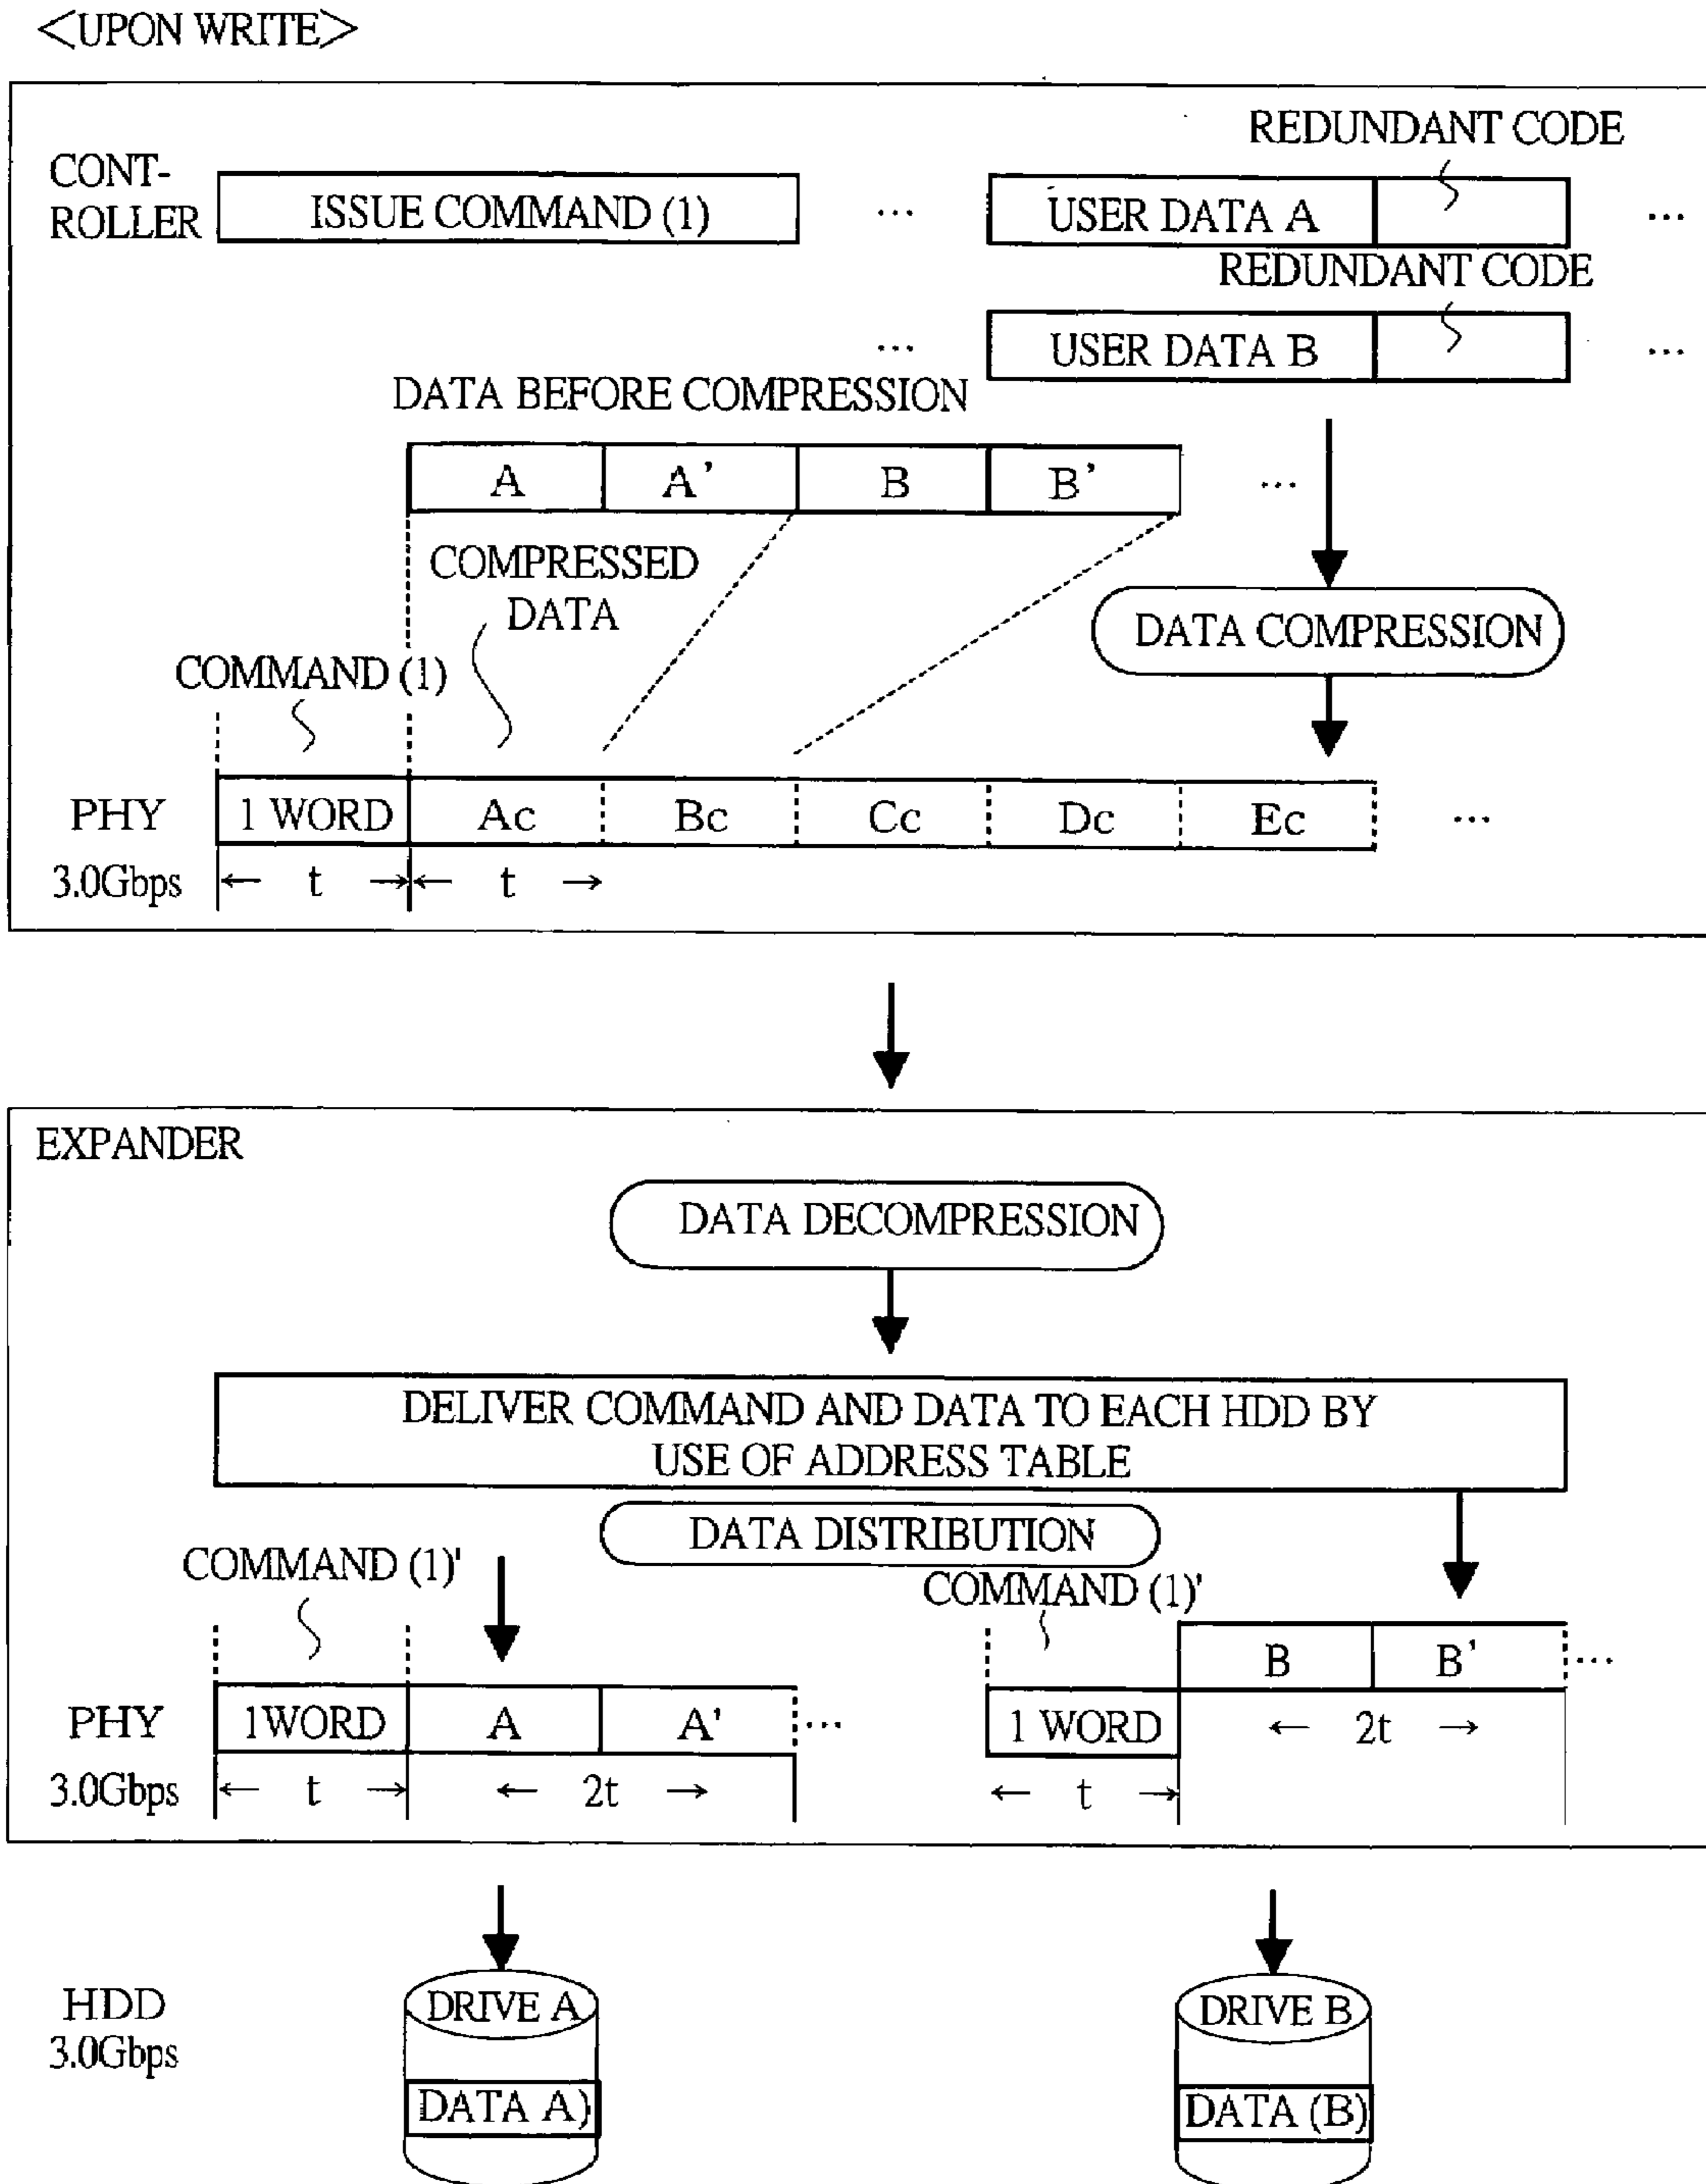 <UPON WRITE>
REDUNDANT CODE
CONT-
ROLLER
ISSUE COMMAND (1)
...
USER DATA A
...
REDUNDANT CODE
...
USER DATA B
...
DATA BEFORE COMPRESSION
A
A'
B
B'
...
COMPRESSED
DATA
DATA COMPRESSION
COMMAND (1)
PHY
1 WORD
Ac
Bc
Cc
Dc
Ec
...
3.0Gbps
← t →
← t →
EXPANDER
DATA DECOMPRESSION
DELIVER COMMAND AND DATA TO EACH HDD BY
USE OF ADDRESS TABLE
DATA DISTRIBUTION
COMMAND (1)'
COMMAND (1)'
B
B'
...
PHY
1WORD
A
A'
...
1 WORD
← 2t →
3.0Gbps
← t →
← 2t →
← t →
HDD
3.0Gbps
DRIVE A
DRIVE B
DATA A)
DATA (B)